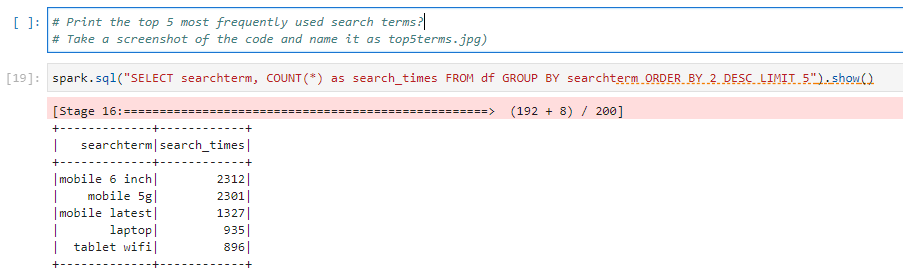 [ ]: # Print the top 5 most frequently used search terms?
# Take a screenshot of the code and name it as top5terms.jpg)
[19]: spark.sql("SELECT searchterm, COUNT(*) as search_times FROM df GROUP BY searchterm ORDER BY 2 DESC LIMIT 5").show()
[Stage 16:==================================================> (192 + 8) / 200]
+-------------+------------+
|   searchterm|search_times|
+-------------+------------+
|mobile 6 inch|        2312|
|    mobile 5g|        2301|
|mobile latest|        1327|
|       laptop|         935|
|  tablet wifi|         896|
+-------------+------------+